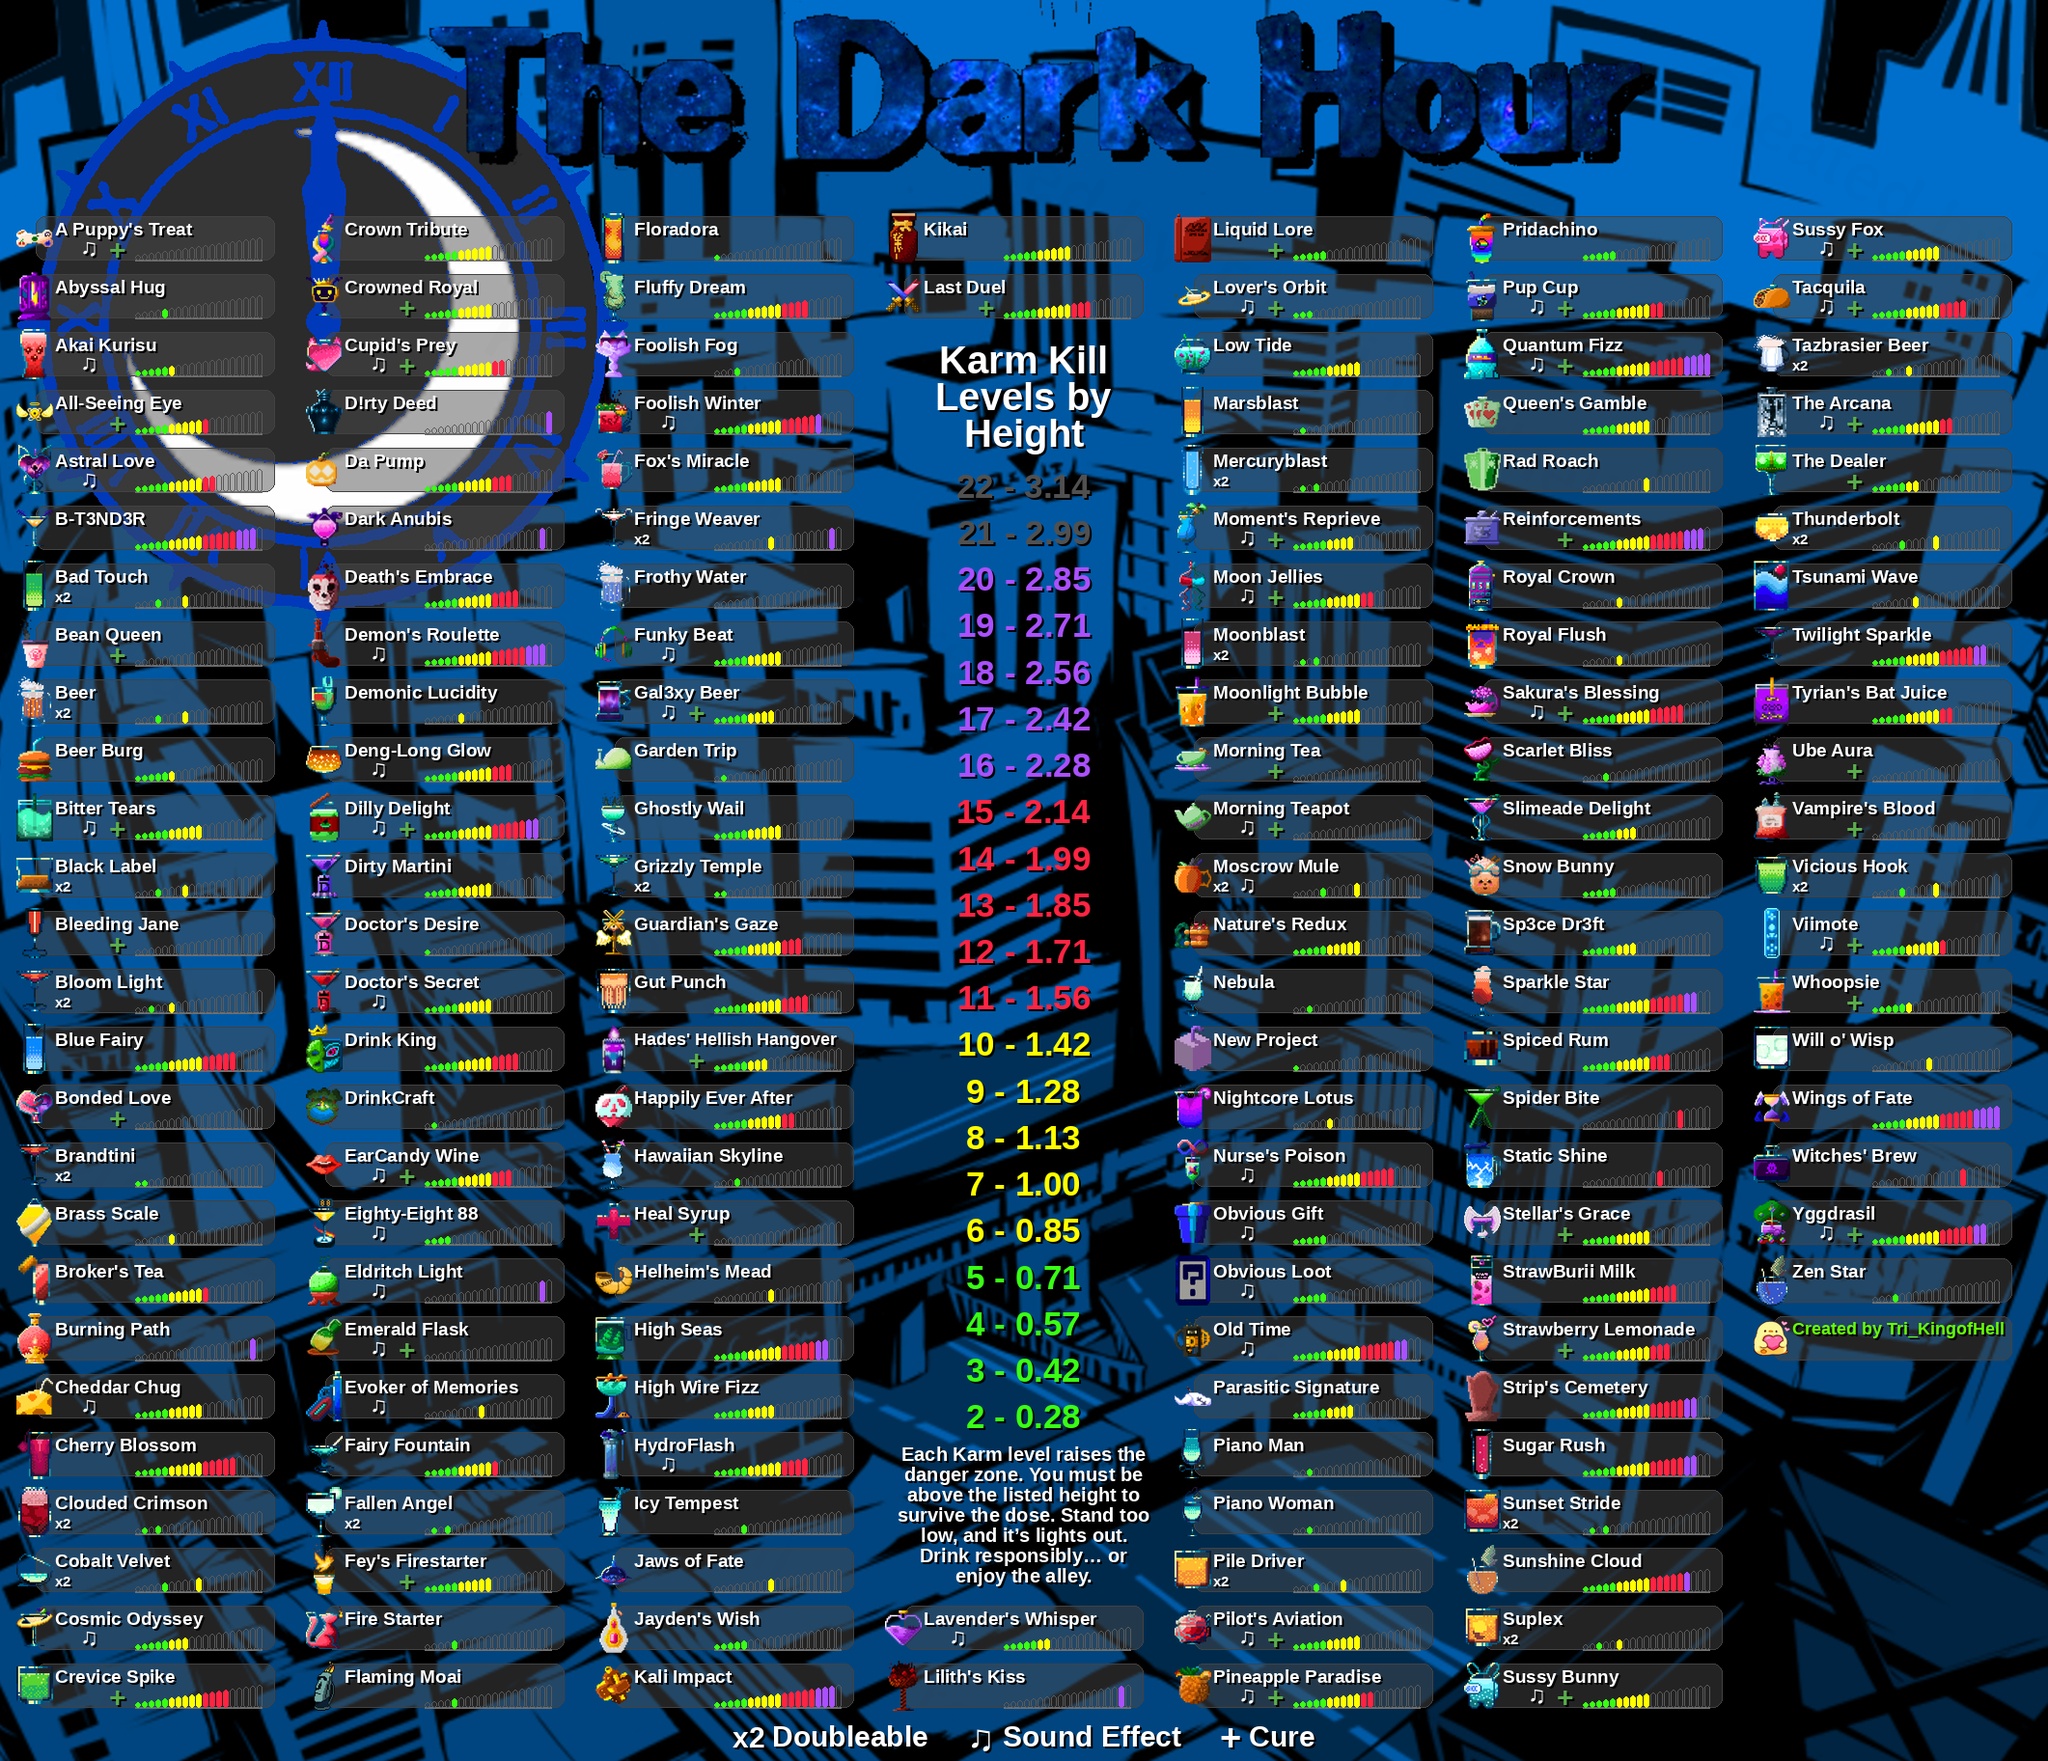 The Dark Hour
XII
XI
I
A Puppy's Treat
♫ +
Abyssal Hug
Akai Kurisu
♫
All-Seeing Eye
+
Astral Love
♫
B-T3ND3R
Bad Touch
x2
Bean Queen
+
Beer
x2
Beer Burg
Bitter Tears
♫ +
Black Label
x2
Bleeding Jane
+
Bloom Light
x2
Blue Fairy
Bonded Love
+
Brandtini
x2
Brass Scale
Broker's Tea
Burning Path
Cheddar Chug
♫
Cherry Blossom
Clouded Crimson
x2
Cobalt Velvet
x2
Cosmic Odyssey
♫
Crevice Spike
+
Crown Tribute
Crowned Royal
+
Cupid's Prey
♫ +
D!rty Deed
Da Pump
Dark Anubis
Death's Embrace
Demon's Roulette
♫
Demonic Lucidity
Deng-Long Glow
♫
Dilly Delight
♫ +
Dirty Martini
Doctor's Desire
Doctor's Secret
♫
Drink King
DrinkCraft
EarCandy Wine
♫ +
Eighty-Eight 88
♫
Eldritch Light
♫
Emerald Flask
♫ +
Evoker of Memories
♫
Fairy Fountain
Fallen Angel
x2
Fey's Firestarter
+
Fire Starter
Flaming Moai
Floradora
Fluffy Dream
Foolish Fog
Foolish Winter
♫
Fox's Miracle
Fringe Weaver
x2
Frothy Water
Funky Beat
♫
Gal3xy Beer
♫ +
Garden Trip
Ghostly Wail
Grizzly Temple
x2
Guardian's Gaze
Gut Punch
Hades' Hellish Hangover
+
Happily Ever After
Hawaiian Skyline
Heal Syrup
+
Helheim's Mead
High Seas
High Wire Fizz
HydroFlash
♫
Icy Tempest
Jaws of Fate
Jayden's Wish
Kali Impact
Kikai
Last Duel
+
Karm Kill
Levels by
Height
22 - 3.14
21 - 2.99
20 - 2.85
19 - 2.71
18 - 2.56
17 - 2.42
16 - 2.28
15 - 2.14
14 - 1.99
13 - 1.85
12 - 1.71
11 - 1.56
10 - 1.42
9 - 1.28
8 - 1.13
7 - 1.00
6 - 0.85
5 - 0.71
4 - 0.57
3 - 0.42
2 - 0.28
Each Karm level raises the
danger zone. You must be
above the listed height to
survive the dose. Stand too
low, and it's lights out.
Drink responsibly... or
enjoy the alley.
Lavender's Whisper
♫
Lilith's Kiss
Liquid Lore
+
Lover's Orbit
♫ +
Low Tide
Marsblast
Mercuryblast
x2
Moment's Reprieve
♫ +
Moon Jellies
♫ +
Moonblast
x2
Moonlight Bubble
+
Morning Tea
+
Morning Teapot
♫ +
Moscrow Mule
x2 ♫
Nature's Redux
Nebula
New Project
Nightcore Lotus
Nurse's Poison
♫
Obvious Gift
♫
Obvious Loot
♫
Old Time
♫
Parasitic Signature
Piano Man
Piano Woman
Pile Driver
x2
Pilot's Aviation
♫ +
Pineapple Paradise
♫ +
Pridachino
Pup Cup
♫ +
Quantum Fizz
♫ +
Queen's Gamble
Rad Roach
Reinforcements
+
Royal Crown
Royal Flush
Sakura's Blessing
♫ +
Scarlet Bliss
Slimeade Delight
Snow Bunny
Sp3ce Dr3ft
Sparkle Star
Spiced Rum
Spider Bite
Static Shine
Stellar's Grace
+
StrawBurii Milk
Strawberry Lemonade
+
Strip's Cemetery
Sugar Rush
Sunset Stride
x2
Sunshine Cloud
Suplex
x2
Sussy Bunny
♫ +
Sussy Fox
♫ +
Tacquila
Tazbrasier Beer
x2
The Arcana
♫ +
The Dealer
+
Thunderbolt
x2
Tsunami Wave
Twilight Sparkle
Tyrian's Bat Juice
Ube Aura
+
Vampire's Blood
+
Vicious Hook
x2
Viimote
♫ +
Whoopsie
+
Will o' Wisp
Wings of Fate
Witches' Brew
Yggdrasil
♫ +
Zen Star
Created by Tri_KingofHell
x2 Doubleable ♫ Sound Effect + Cure